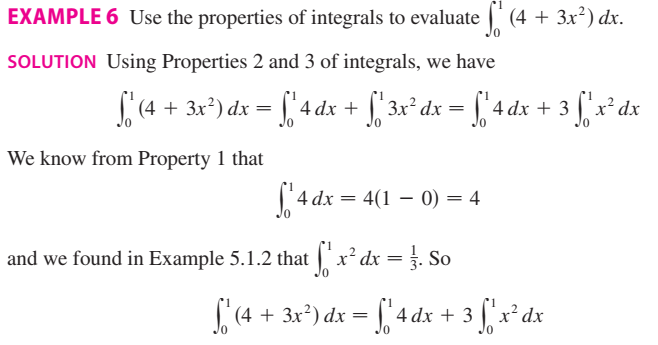 EXAMPLE 6 Use the properties of integrals to evaluate ∫₀¹ (4 + 3x²) dx.
SOLUTION Using Properties 2 and 3 of integrals, we have
∫₀¹ (4 + 3x²) dx = ∫₀¹ 4 dx + ∫₀¹ 3x² dx = ∫₀¹ 4 dx + 3 ∫₀¹ x² dx
We know from Property 1 that
∫₀¹ 4 dx = 4(1 − 0) = 4
and we found in Example 5.1.2 that ∫₀¹ x² dx = ⅓. So
∫₀¹ (4 + 3x²) dx = ∫₀¹ 4 dx + 3 ∫₀¹ x² dx